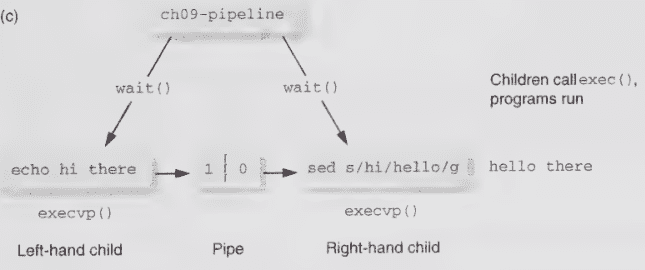 (c)
ch09-pipeline
wait() wait()
Children call exec(),
programs run
echo hi there 1 0 sed s/hi/hello/g hello there
execvp() execvp()
Left-hand child Pipe Right-hand child